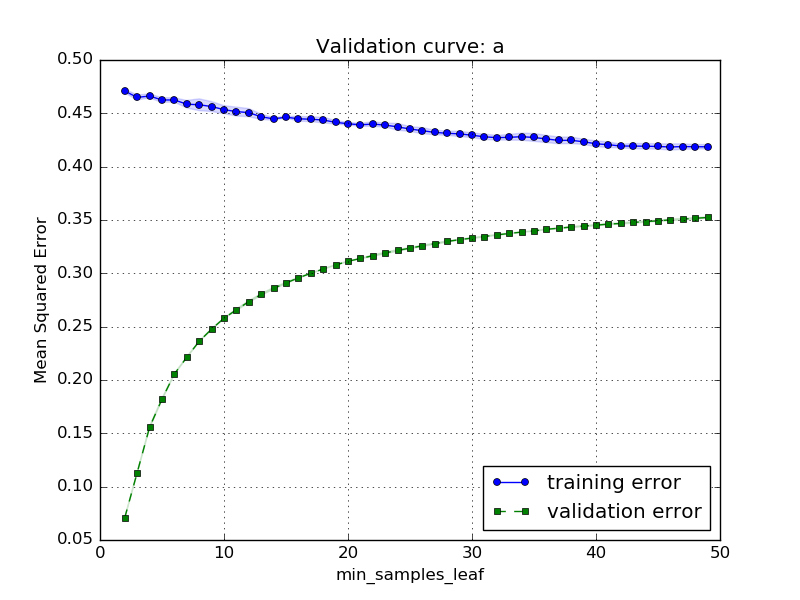 Validation curve: a
0.50
0.45
0.40
0.35
0.30
0.25
0.20
0.15
0.10
0.05
Mean Squared Error
training error
validation error
0 10 20 30 40 50
min_samples_leaf